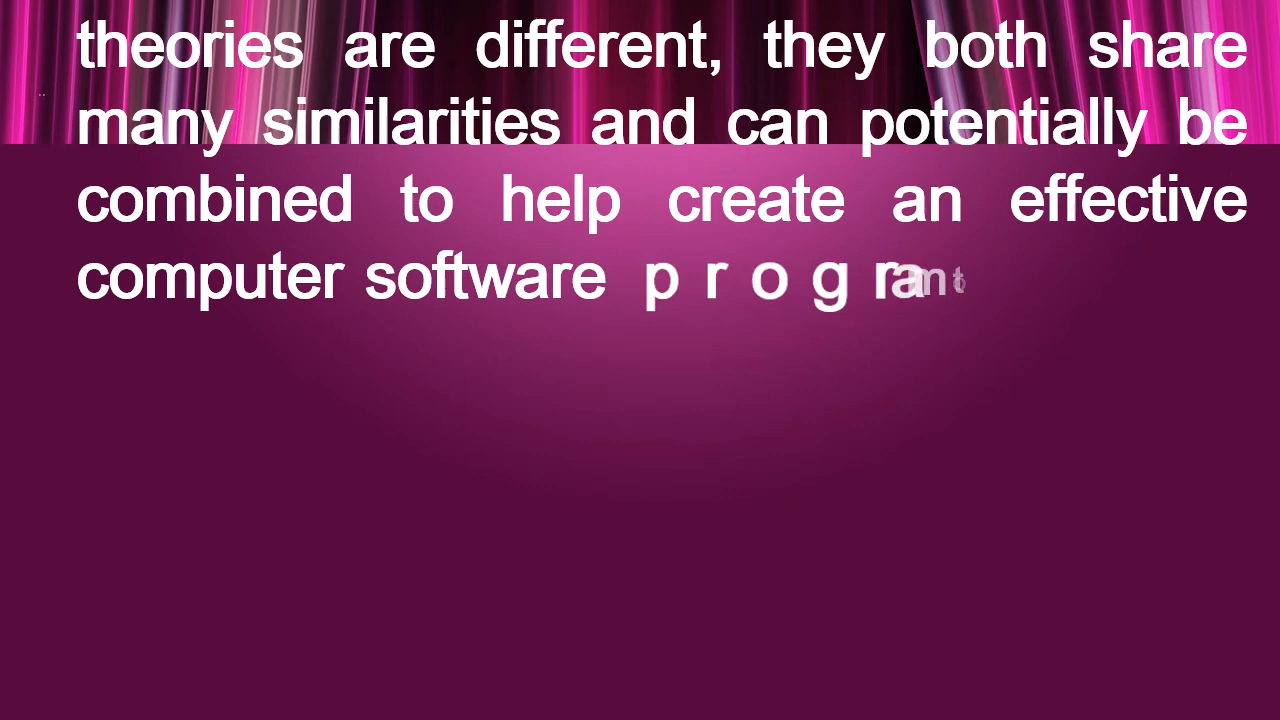 theories are different, they both share
many similarities and can potentially be
combined to help create an effective
computer software program